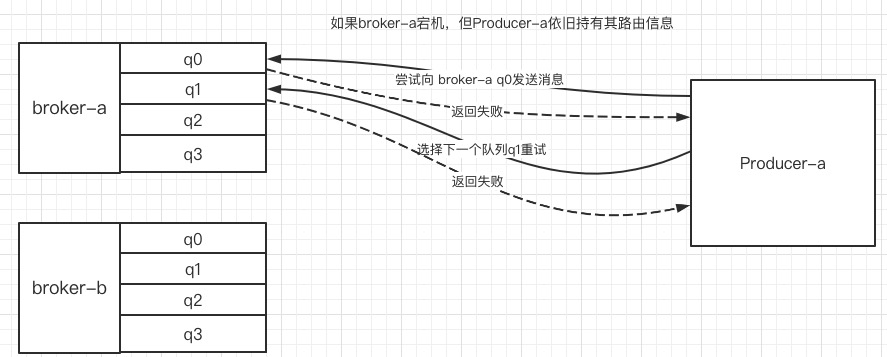 如果broker-a宕机，但Producer-a依旧持有其路由信息
broker-a
q0
q1
q2
q3
尝试向 broker-a q0发送消息
返回失败
选择下一个队列q1重试
返回失败
Producer-a
broker-b
q0
q1
q2
q3